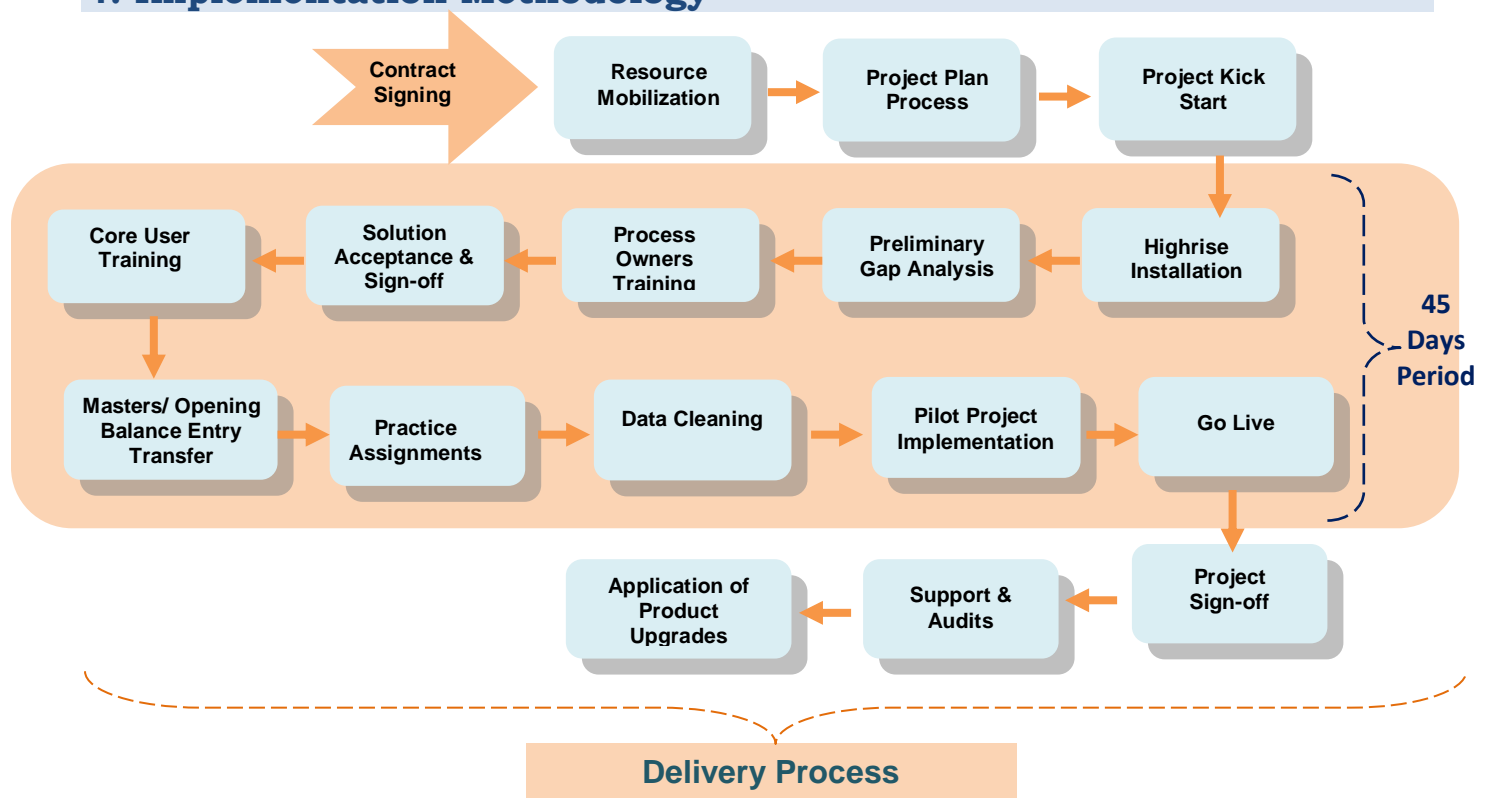 Implementation Methodology
Contract
Signing
Resource
Mobilization
Project Plan
Process
Project Kick
Start
Core User
Training
Solution
Acceptance &
Sign-off
Process
Owners
Training
Preliminary
Gap Analysis
Highrise
Installation
45
Days
Period
Masters/ Opening
Balance Entry
Transfer
Practice
Assignments
Data Cleaning
Pilot Project
Implementation
Go Live
Application of
Product
Upgrades
Support &
Audits
Project
Sign-off
Delivery Process